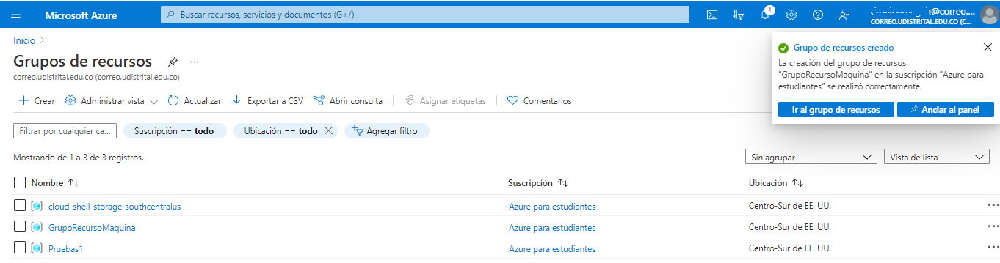 Microsoft Azure
Buscar recursos, servicios y documentos (G+/)
1
@correo....
CORREO.UDISTRITAL.EDU.CO (C...
Inicio >
Grupos de recursos ...
correo.udistrital.edu.co (correo.udistrital.edu.co)
Grupo de recursos creado
La creación del grupo de recursos
"GrupoRecursoMaquina" en la suscripción "Azure para
estudiantes" se realizó correctamente.
Ir al grupo de recursos Anclar al panel
Crear Administrar vista Actualizar Exportar a CSV Abrir consulta Asignar etiquetas Comentarios
Filtrar por cualquier ca... Suscripción == todo Ubicación == todo Agregar filtro
Mostrando de 1 a 3 de 3 registros.
Sin agrupar Vista de lista
Nombre ↑↓ Suscripción ↑↓ Ubicación ↑↓
cloud-shell-storage-southcentralus Azure para estudiantes Centro-Sur de EE. UU. ...
GrupoRecursoMaquina Azure para estudiantes Centro-Sur de EE. UU. ...
Pruebas1 Azure para estudiantes Centro-Sur de EE. UU. ...